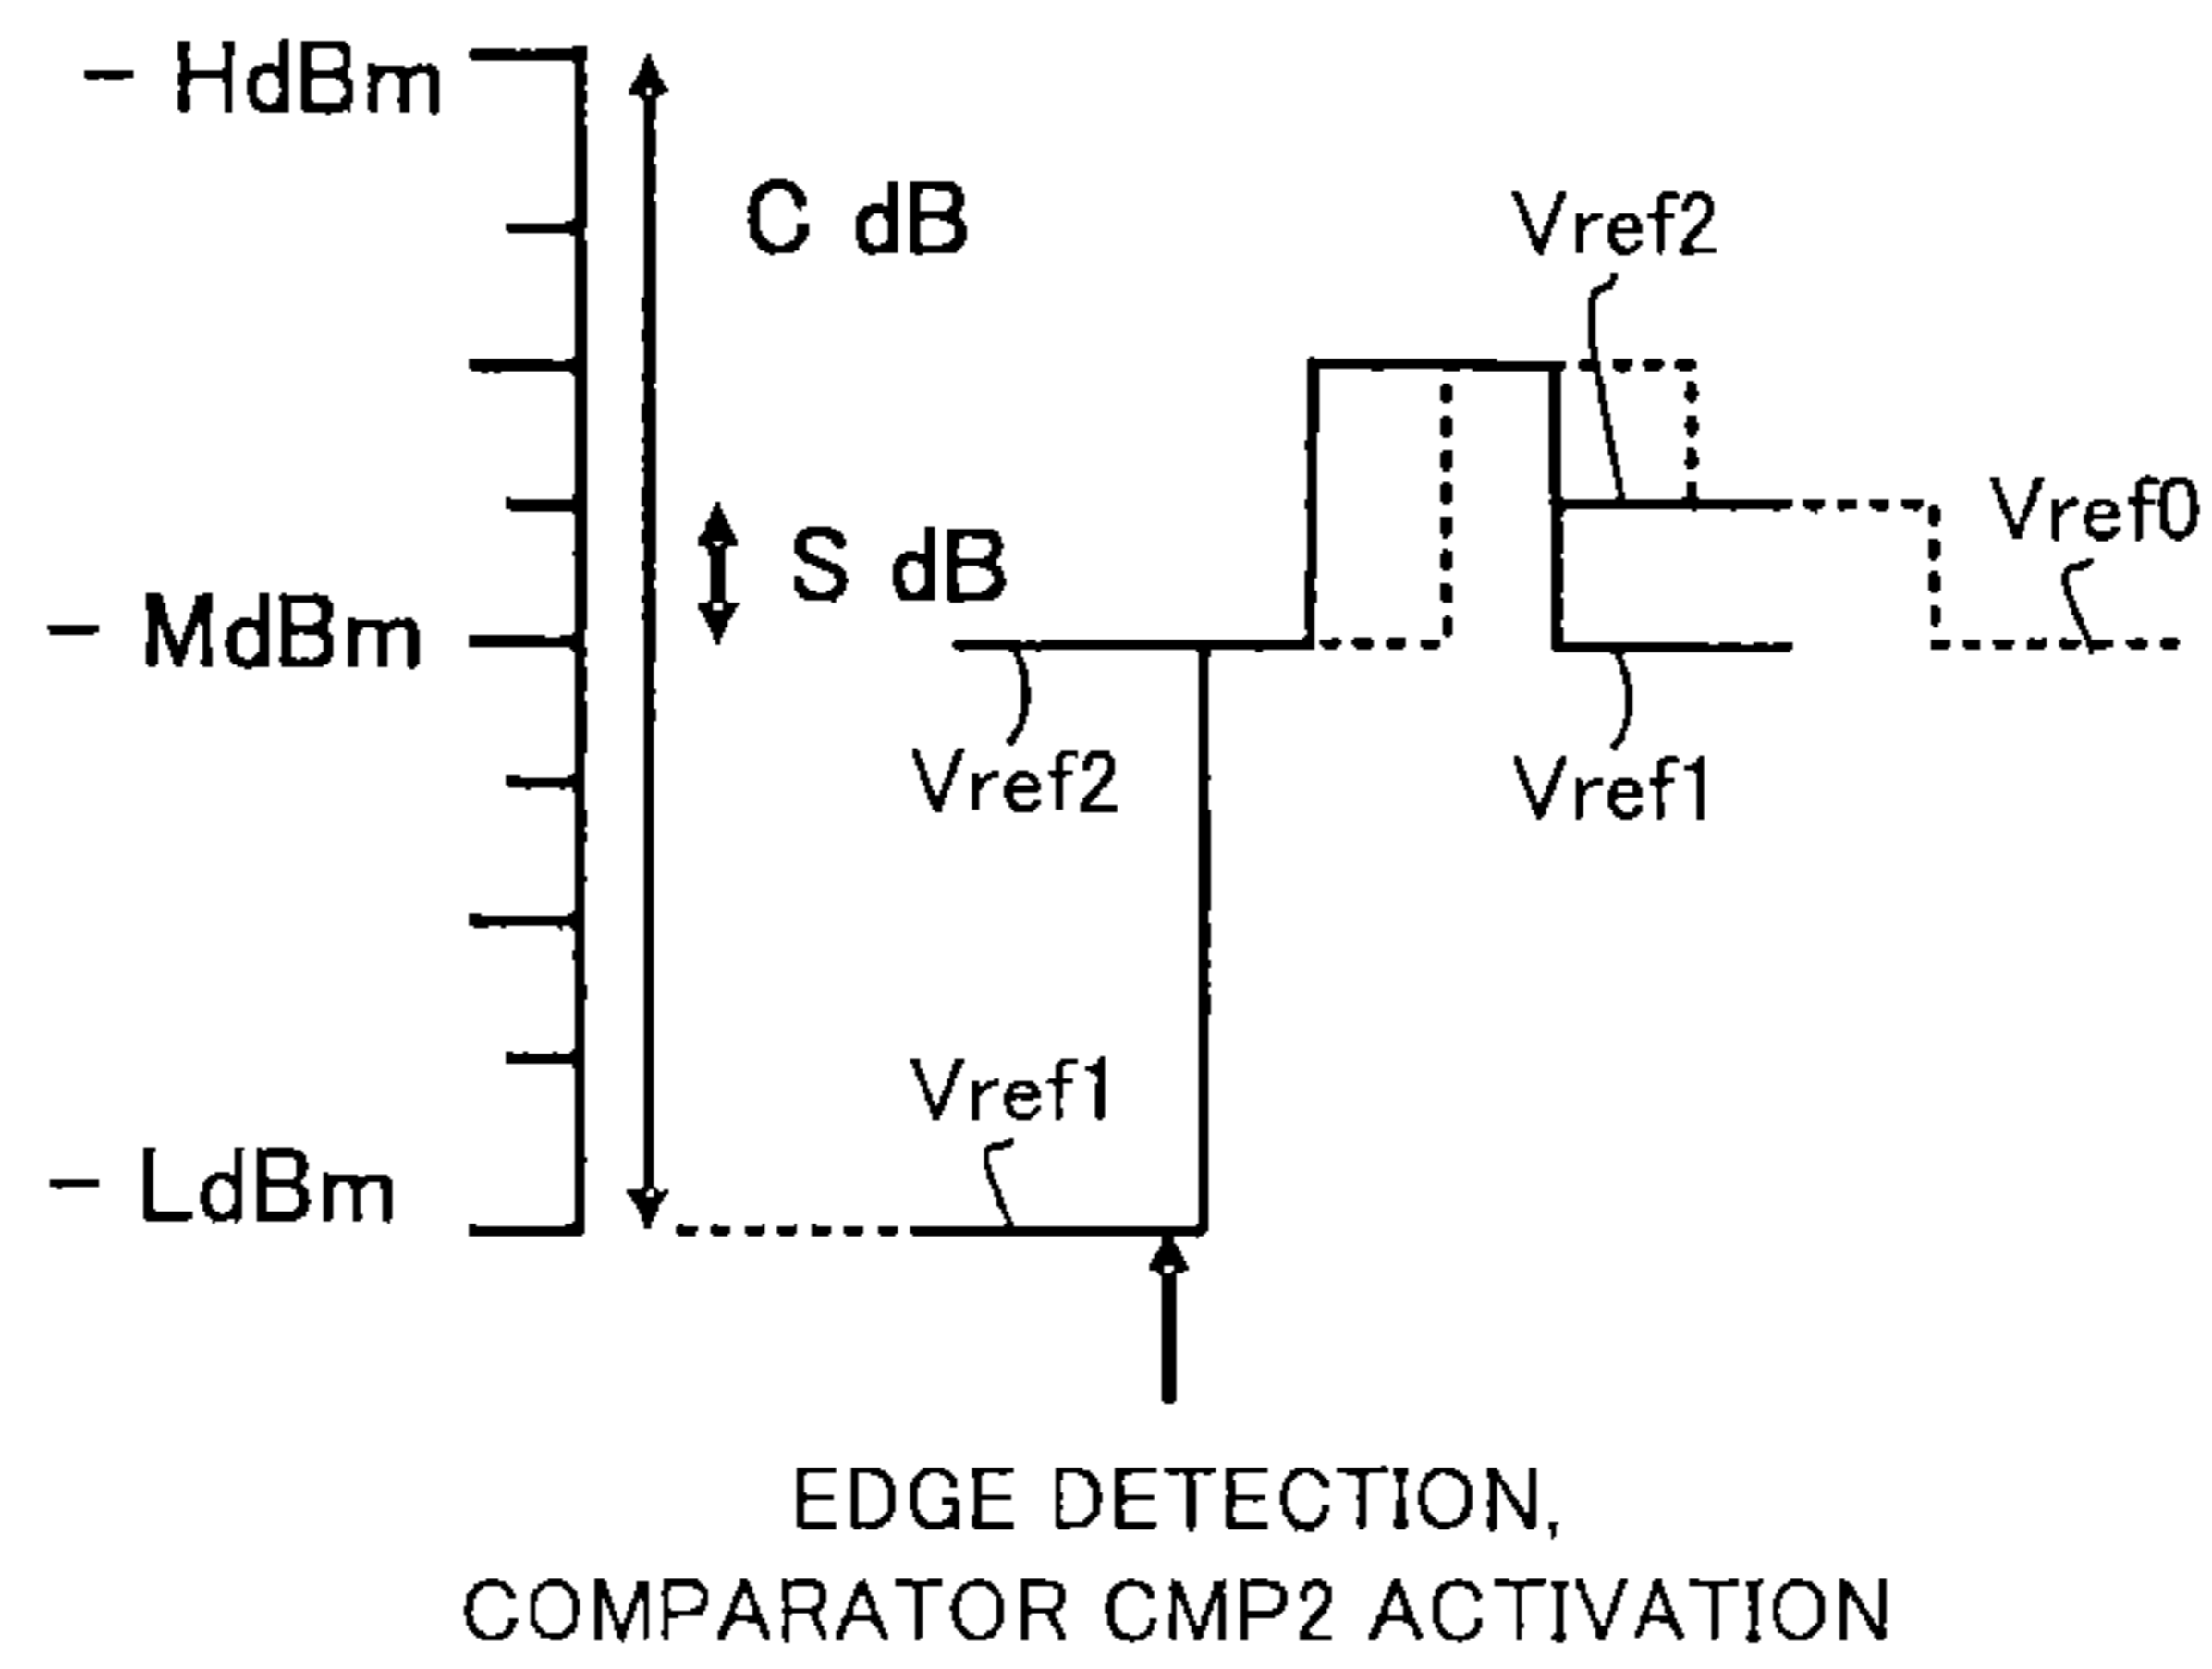 - HdBm
C dB
Vref2
Vref0
S dB
- MdBm
Vref2
Vref1
Vref1
- LdBm
EDGE DETECTION,
COMPARATOR CMP2 ACTIVATION